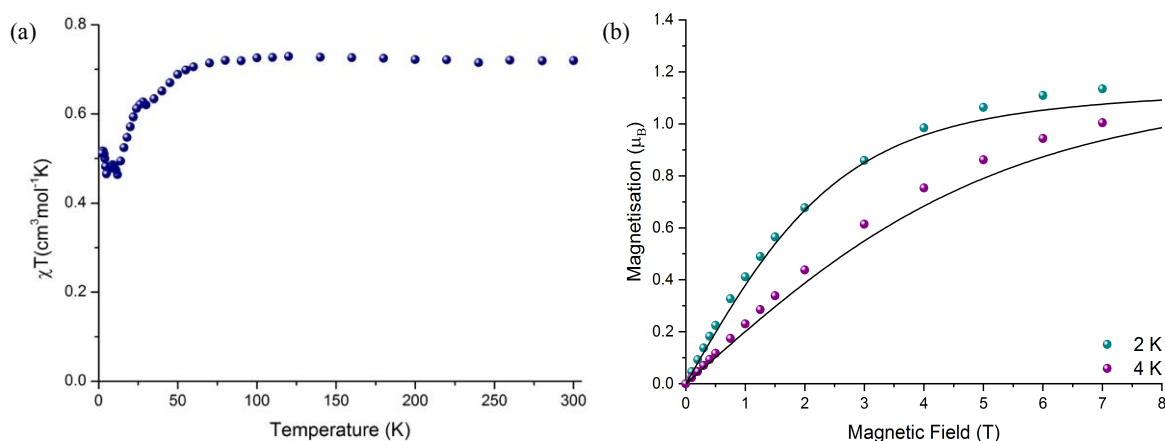 (a)
χT(cm³mol⁻¹K)
0.8
0.6
0.4
0.2
0.0
0 50 100 150 200 250 300
Temperature (K)
(b)
Magnetisation (μB)
1.4
1.2
1.0
0.8
0.6
0.4
0.2
0.0
2 K
4 K
0 1 2 3 4 5 6 7 8
Magnetic Field (T)